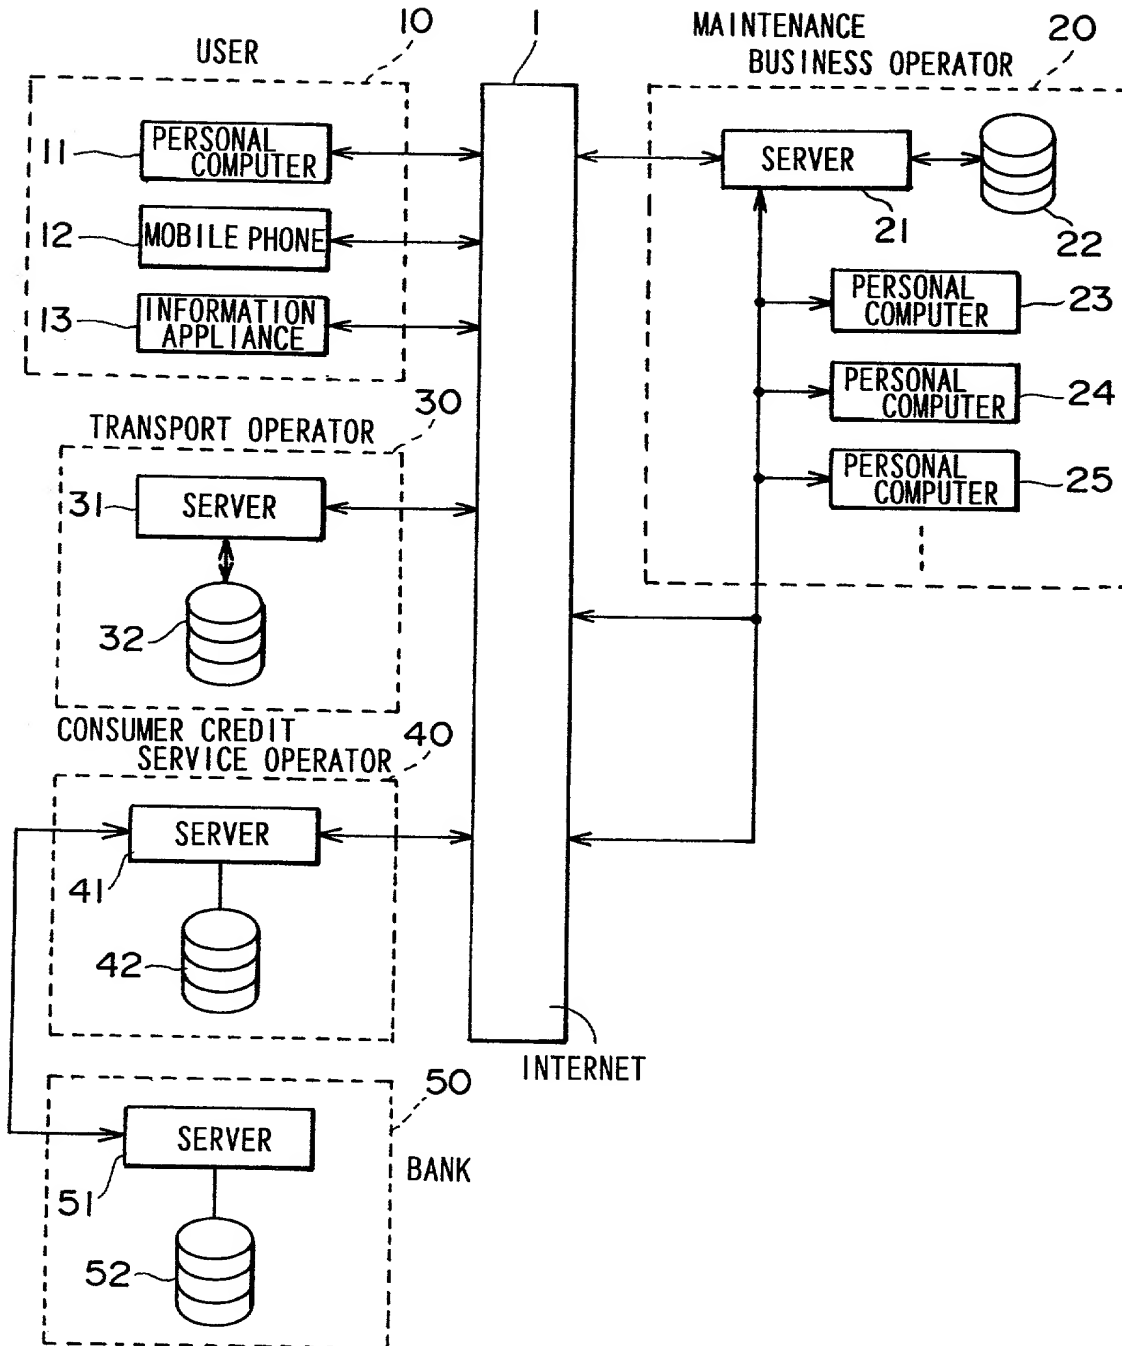 10
1
MAINTENANCE
20
USER
BUSINESS OPERATOR
11
PERSONAL
COMPUTER
SERVER
21
22
12
MOBILE PHONE
13
INFORMATION
APPLIANCE
PERSONAL
COMPUTER
23
PERSONAL
COMPUTER
24
PERSONAL
COMPUTER
25
30
TRANSPORT OPERATOR
31
SERVER
32
CONSUMER CREDIT
SERVICE OPERATOR
40
SERVER
41
42
INTERNET
50
SERVER
BANK
51
52